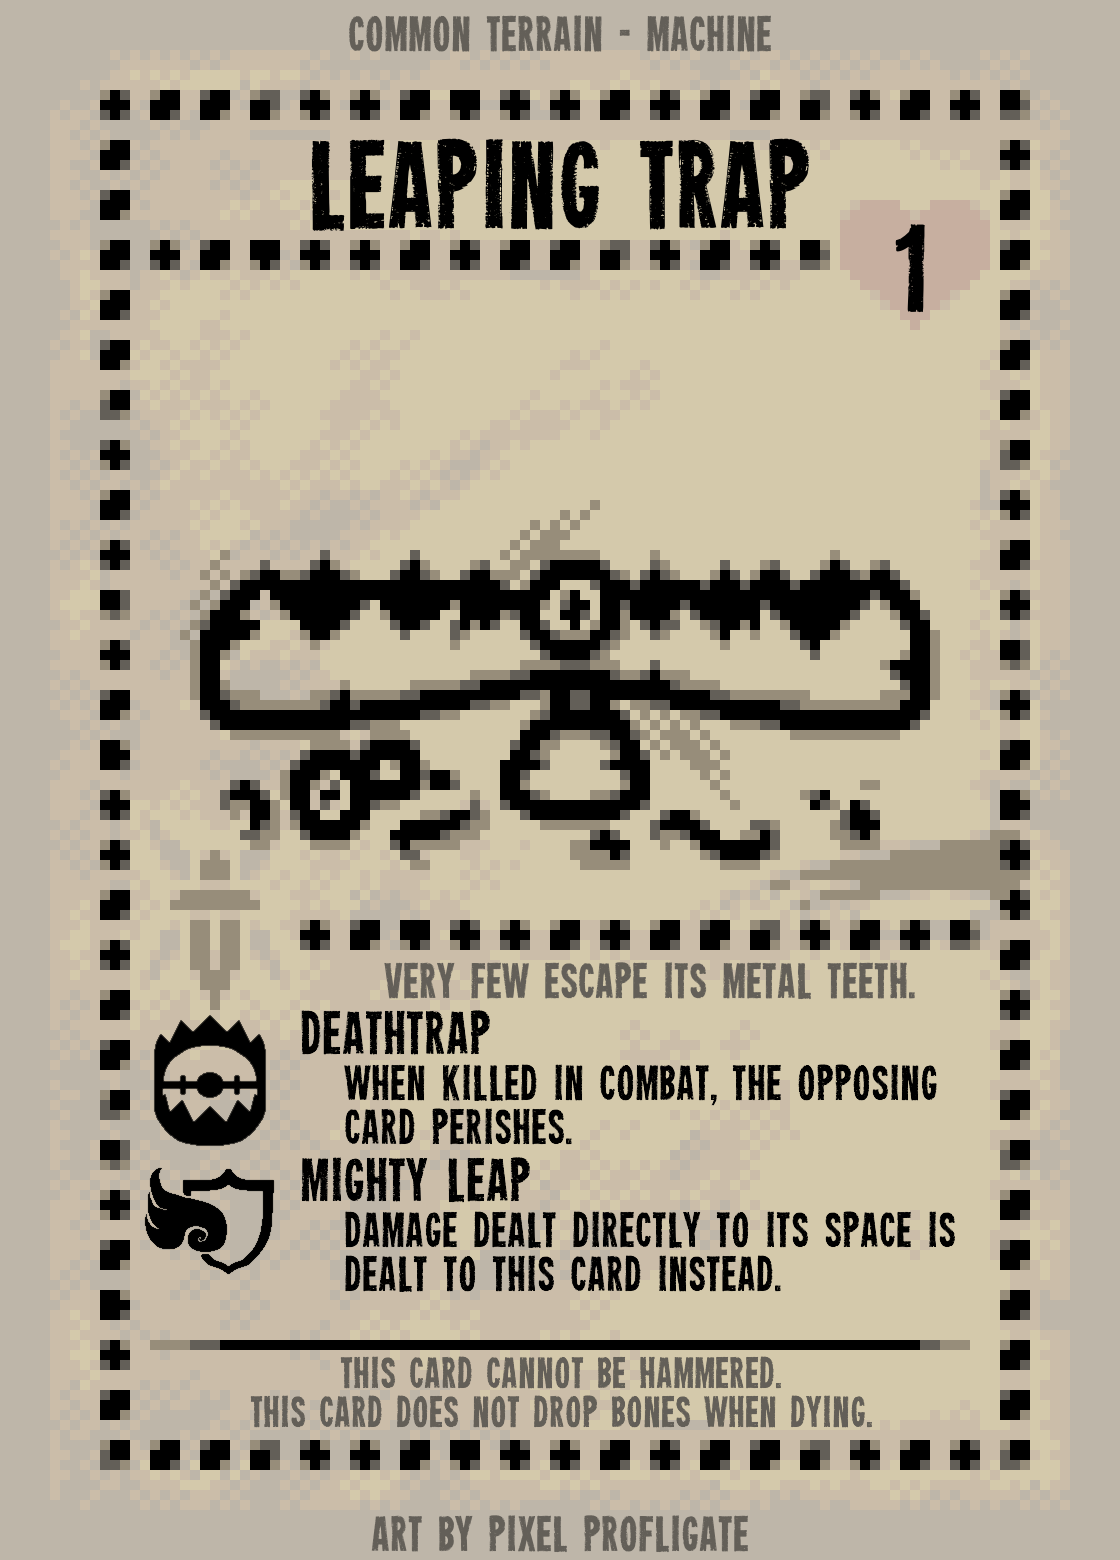 COMMON TERRAIN - MACHINE
LEAPING TRAP
1
VERY FEW ESCAPE ITS METAL TEETH.
DEATHTRAP
WHEN KILLED IN COMBAT, THE OPPOSING
CARD PERISHES.
MIGHTY LEAP
DAMAGE DEALT DIRECTLY TO ITS SPACE IS
DEALT TO THIS CARD INSTEAD.
THIS CARD CANNOT BE HAMMERED.
THIS CARD DOES NOT DROP BONES WHEN DYING.
ART BY PIXEL PROFLIGATE